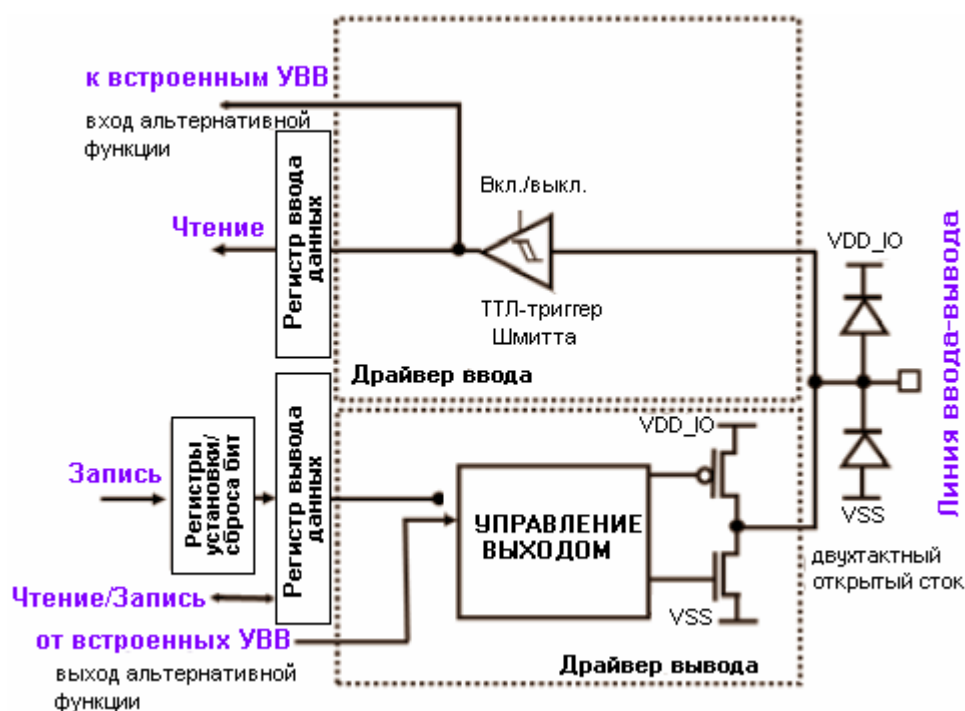 к встроенным УВВ
вход альтернативной
функции
Чтение
Регистр ввода
данных
Вкл./выкл.
ТТЛ-триггер
Шмитта
Драйвер ввода
VDD_IO
VSS
Линия ввода-вывода
Запись
Регистры
установки/
сброса бит
Регистр вывода
данных
Чтение/Запись
от встроенных УВВ
выход альтернативной
функции
УПРАВЛЕНИЕ
ВЫХОДОМ
VDD_IO
VSS
Драйвер вывода
двухтактный
открытый сток